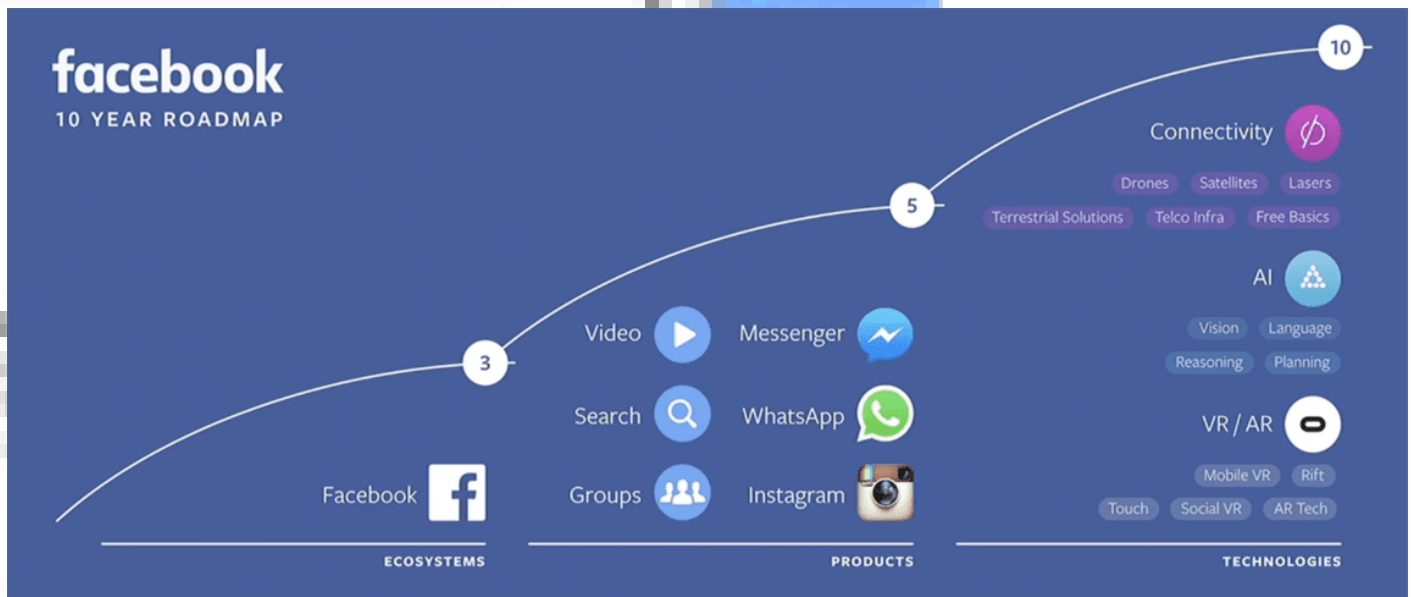 facebook
10 YEAR ROADMAP
3
Facebook
ECOSYSTEMS
5
Video Messenger
Search WhatsApp
Groups Instagram
PRODUCTS
10
Connectivity
Drones Satellites Lasers
Terrestrial Solutions Telco Infra Free Basics
AI
Vision Language
Reasoning Planning
VR / AR
Mobile VR Rift
Touch Social VR AR Tech
TECHNOLOGIES